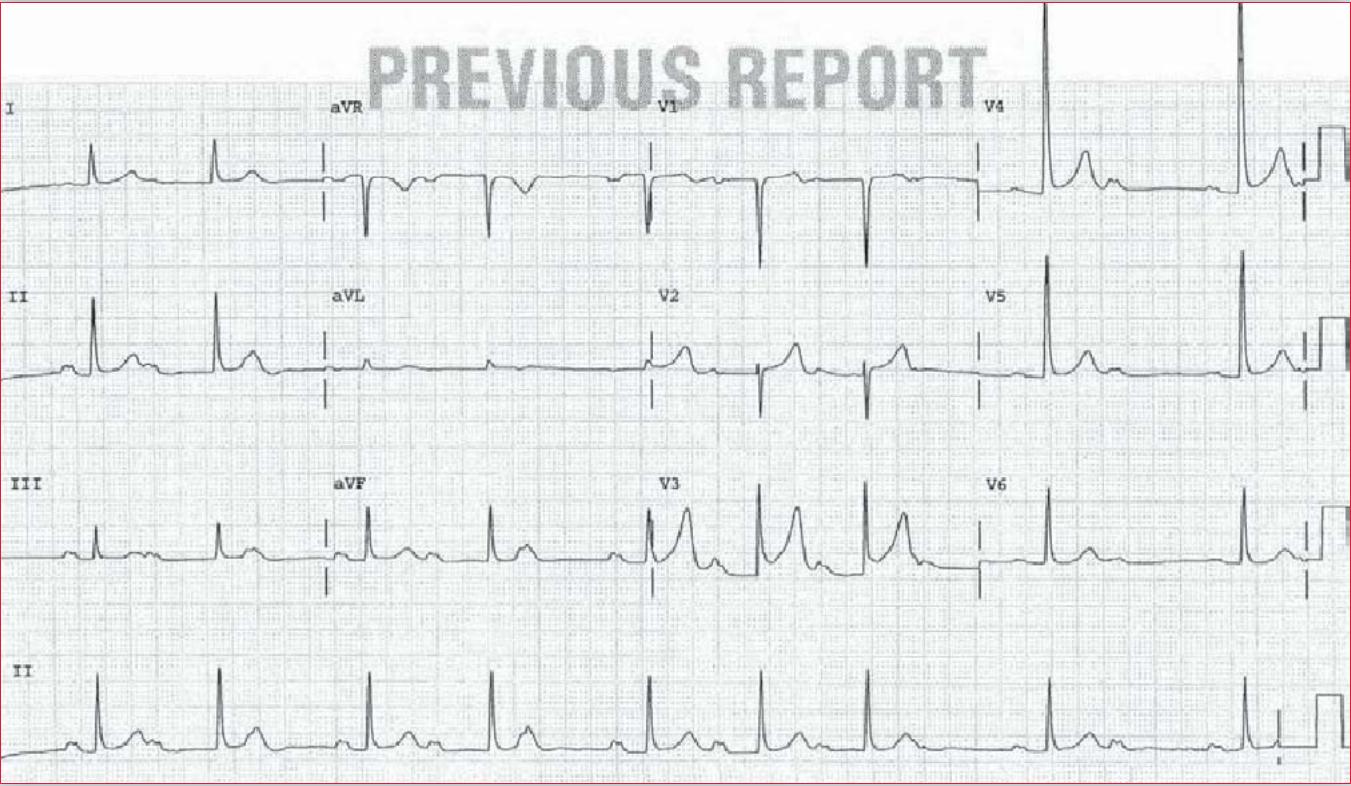 PREVIOUS REPORT
I aVR V1 V4
II aVL V2 V5
III aVF V3 V6
II